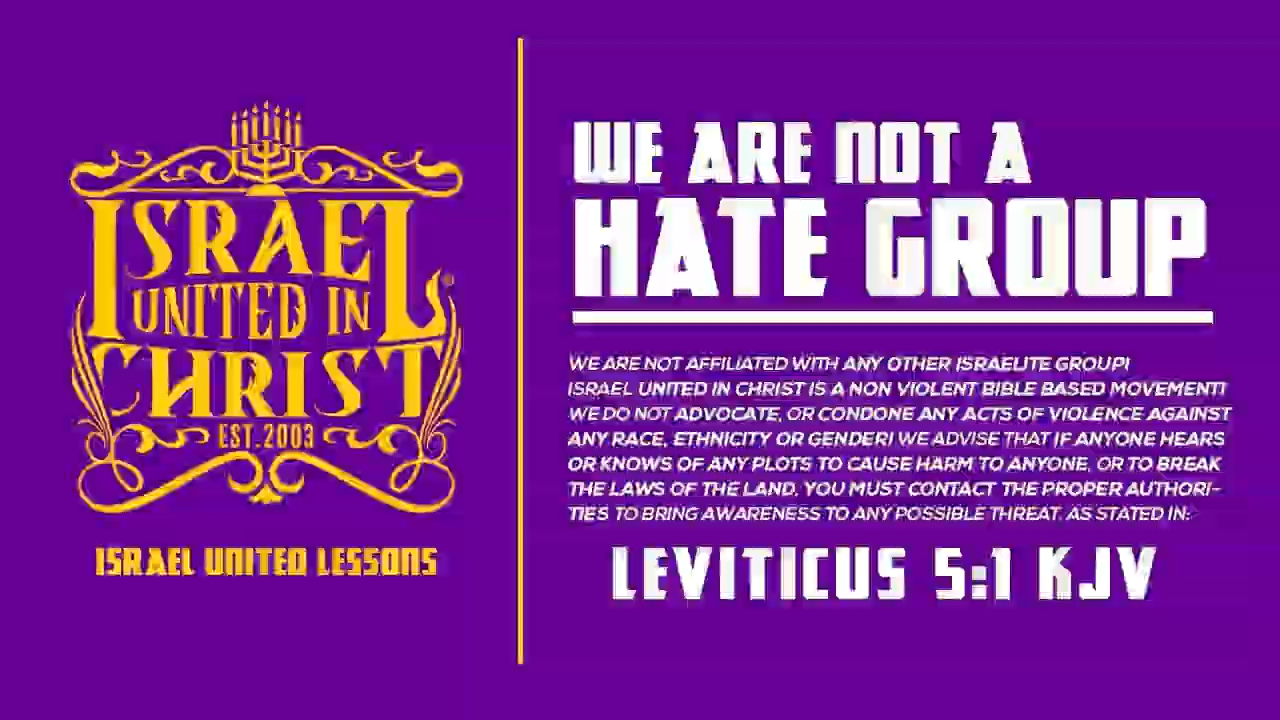 ISRAEL
UNITED IN
CHRIST
EST. 2003
ISRAEL UNITED LESSONS
WE ARE NOT A
HATE GROUP
WE ARE NOT AFFILIATED WITH ANY OTHER ISRAELITE GROUP!
ISRAEL UNITED IN CHRIST IS A NON VIOLENT BIBLE BASED MOVEMENT!
WE DO NOT ADVOCATE, OR CONDONE ANY ACTS OF VIOLENCE AGAINST
ANY RACE, ETHNICITY OR GENDER! WE ADVISE THAT IF ANYONE HEARS
OR KNOWS OF ANY PLOTS TO CAUSE HARM TO ANYONE, OR TO BREAK
THE LAWS OF THE LAND, YOU MUST CONTACT THE PROPER AUTHORI-
TIES TO BRING AWARENESS TO ANY POSSIBLE THREAT. AS STATED IN:
LEVITICUS 5:1 KJV